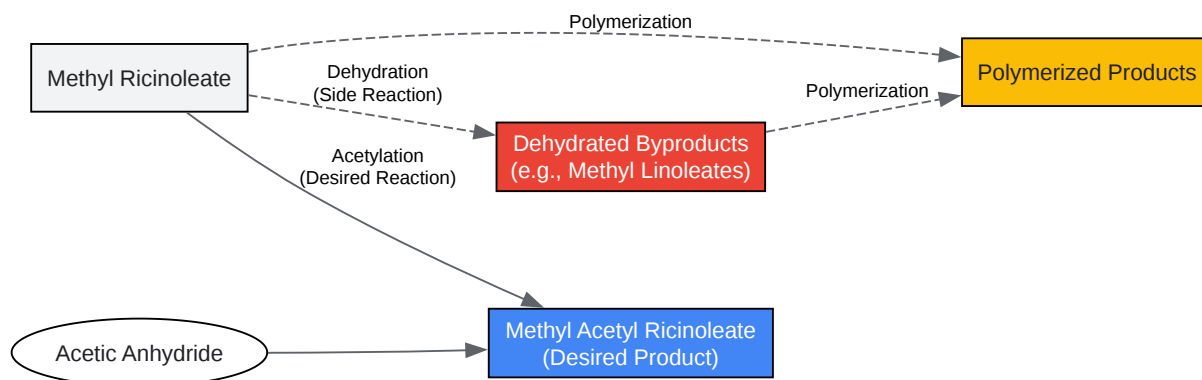 Polymerization
Methyl Ricinoleate
Polymerized Products
Dehydration
(Side Reaction)
Polymerization
Dehydrated Byproducts
(e.g., Methyl Linoleates)
Acetylation
(Desired Reaction)
Methyl Acetyl Ricinoleate
(Desired Product)
Acetic Anhydride